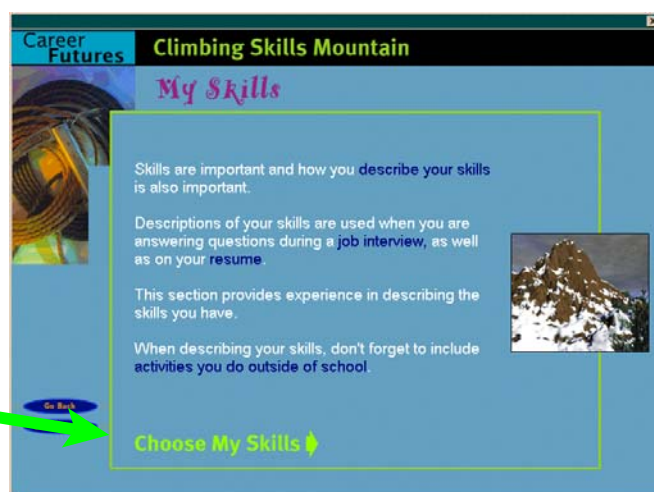 Career
Futures
Climbing Skills Mountain
My Skills
Skills are important and how you describe your skills
is also important.
Descriptions of your skills are used when you are
answering questions during a job interview, as well
as on your resume.
This section provides experience in describing the
skills you have.
When describing your skills, don't forget to include
activities you do outside of school.
Go Back
Choose My Skills